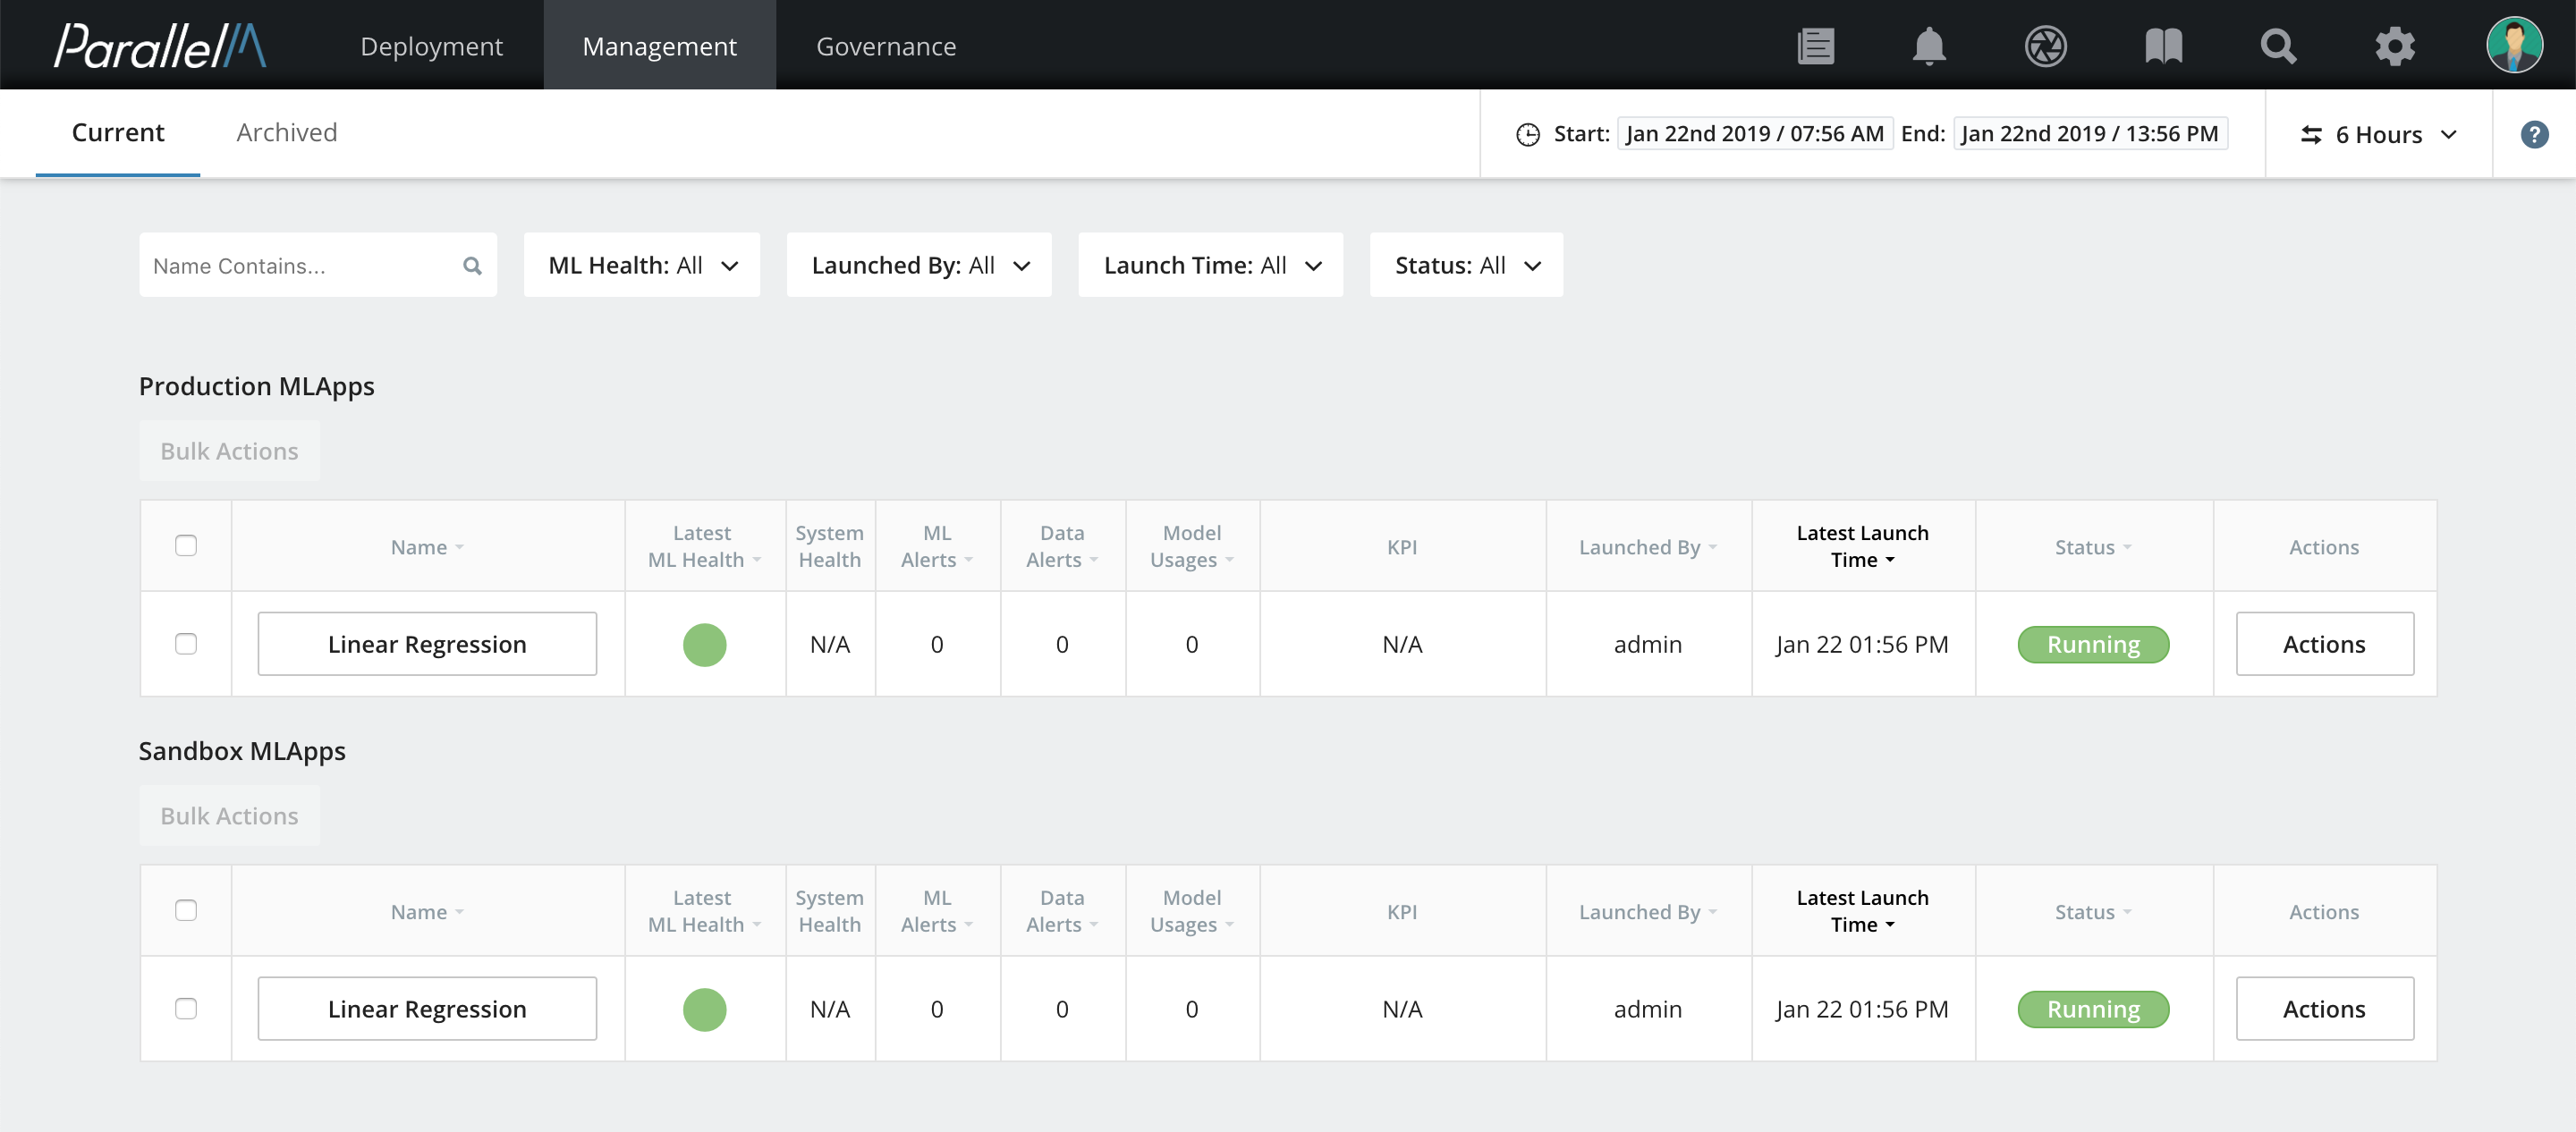 ParallelM
Deployment
Management
Governance
Current
Archived
Start: Jan 22nd 2019 / 07:56 AM End: Jan 22nd 2019 / 13:56 PM
6 Hours
?
Name Contains...
ML Health: All
Launched By: All
Launch Time: All
Status: All
Production MLApps
Bulk Actions
Name
Latest
ML Health
System
Health
ML
Alerts
Data
Alerts
Model
Usages
KPI
Launched By
Latest Launch
Time
Status
Actions
Linear Regression
N/A
0
0
0
N/A
admin
Jan 22 01:56 PM
Running
Actions
Sandbox MLApps
Bulk Actions
Name
Latest
ML Health
System
Health
ML
Alerts
Data
Alerts
Model
Usages
KPI
Launched By
Latest Launch
Time
Status
Actions
Linear Regression
N/A
0
0
0
N/A
admin
Jan 22 01:56 PM
Running
Actions